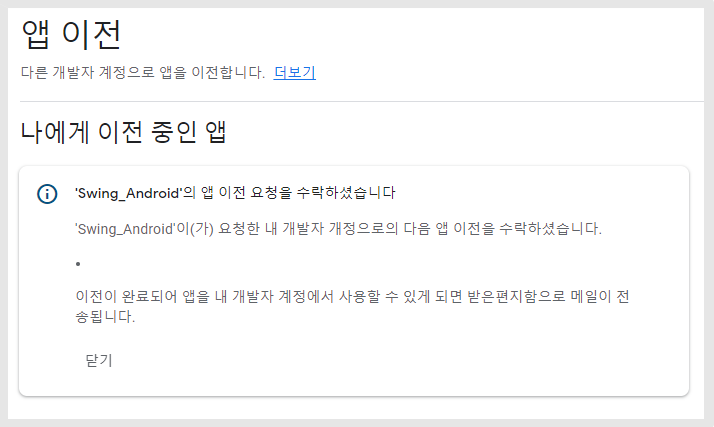 앱 이전
다른 개발자 계정으로 앱을 이전합니다. 더보기
나에게 이전 중인 앱
'Swing_Android'의 앱 이전 요청을 수락하셨습니다
'Swing_Android'이(가) 요청한 내 개발자 개정으로의 다음 앱 이전을 수락하셨습니다.
•
이전이 완료되어 앱을 내 개발자 계정에서 사용할 수 있게 되면 받은편지함으로 메일이 전
송됩니다.
닫기